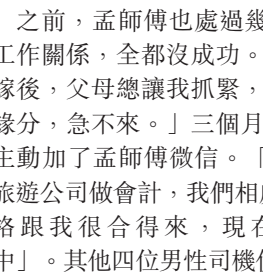 之前，孟師傅也處過幾
工作關係，全都沒成功。
嫁後，父母總讓我抓緊，
緣分，急不來。」三個月
主動加了孟師傅微信。「
旅遊公司做會計，我們相處
格跟我很合得來，現在
中」。其他四位男性司機